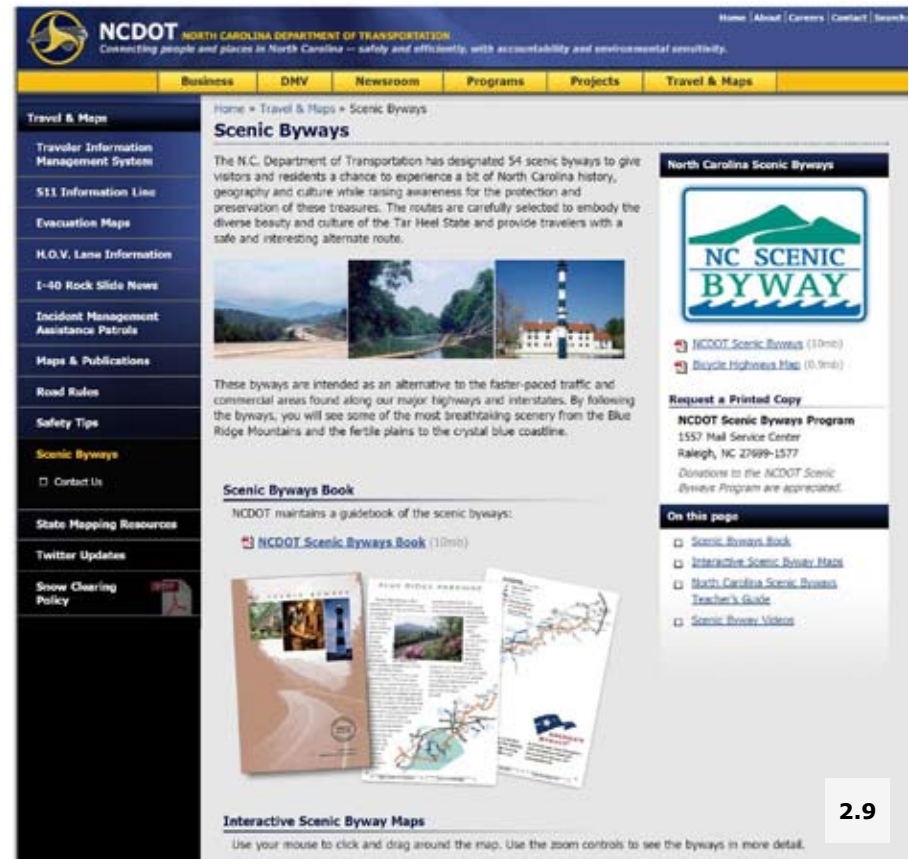 NCDOT NORTH CAROLINA DEPARTMENT OF TRANSPORTATION
Connecting people and places in North Carolina — safely and efficiently, with accountability and environmental sensitivity.
Home | About | Careers | Contact | Search:
Business DMV Newsroom Programs Projects Travel & Maps
Travel & Maps
Traveler Information
Management System
511 Information Line
Evacuation Maps
H.O.V. Lane Information
I-40 Rock Slide News
Incident Management
Assistance Patrols
Maps & Publications
Road Rules
Safety Tips
Scenic Byways
Contact Us
State Mapping Resources
Twitter Updates
Snow Clearing
Policy
Home » Travel & Maps » Scenic Byways
Scenic Byways
The N.C. Department of Transportation has designated 54 scenic byways to give
visitors and residents a chance to experience a bit of North Carolina history,
geography and culture while raising awareness for the protection and
preservation of these treasures. The routes are carefully selected to embody the
diverse beauty and culture of the Tar Heel State and provide travelers with a
safe and interesting alternate route.
These byways are intended as an alternative to the faster-paced traffic and
commercial areas found along our major highways and interstates. By following
the byways, you will see some of the most breathtaking scenery from the Blue
Ridge Mountains and the fertile plains to the crystal blue coastline.
Scenic Byways Book
NCDOT maintains a guidebook of the scenic byways:
NCDOT Scenic Byways Book (10mb)
SCENIC BYWAYS
BLUE RIDGE PARKWAY
Interactive Scenic Byway Maps
Use your mouse to click and drag around the map. Use the zoom controls to see the byways in more detail.
North Carolina Scenic Byways
NC SCENIC
BYWAY
NCDOT Scenic Byways (10mb)
Bicycle Highways Map (0.9mb)
Request a Printed Copy
NCDOT Scenic Byways Program
1557 Mail Service Center
Raleigh, NC 27699-1577
Donations to the NCDOT Scenic
Byways Program are appreciated.
On this page
Scenic Byways Book
Interactive Scenic Byway Maps
North Carolina Scenic Byways
Teacher's Guide
Scenic Byway Videos
2.9